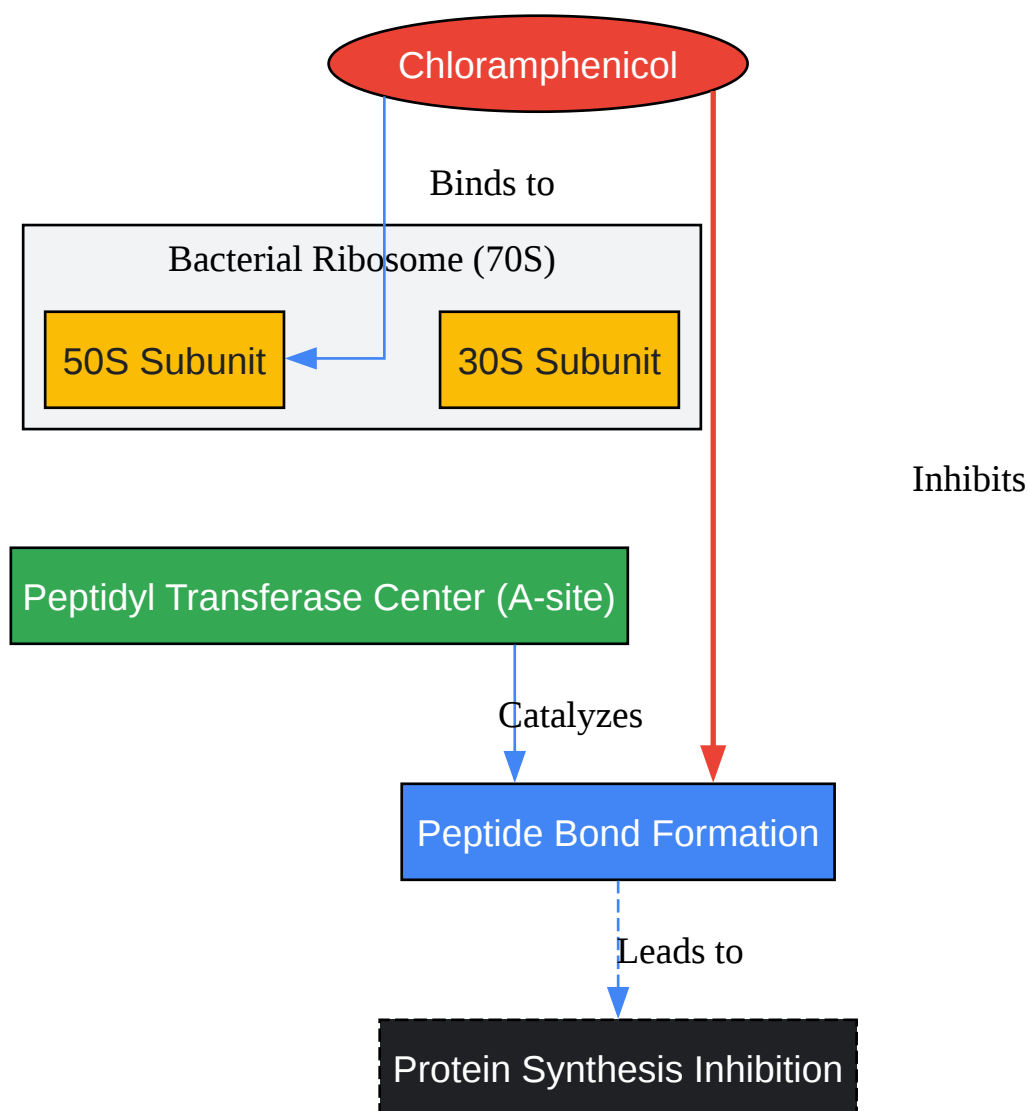 Chloramphenicol
Binds to
Bacterial Ribosome (70S)
50S Subunit
30S Subunit
Inhibits
Peptidyl Transferase Center (A-site)
Catalyzes
Peptide Bond Formation
Leads to
Protein Synthesis Inhibition